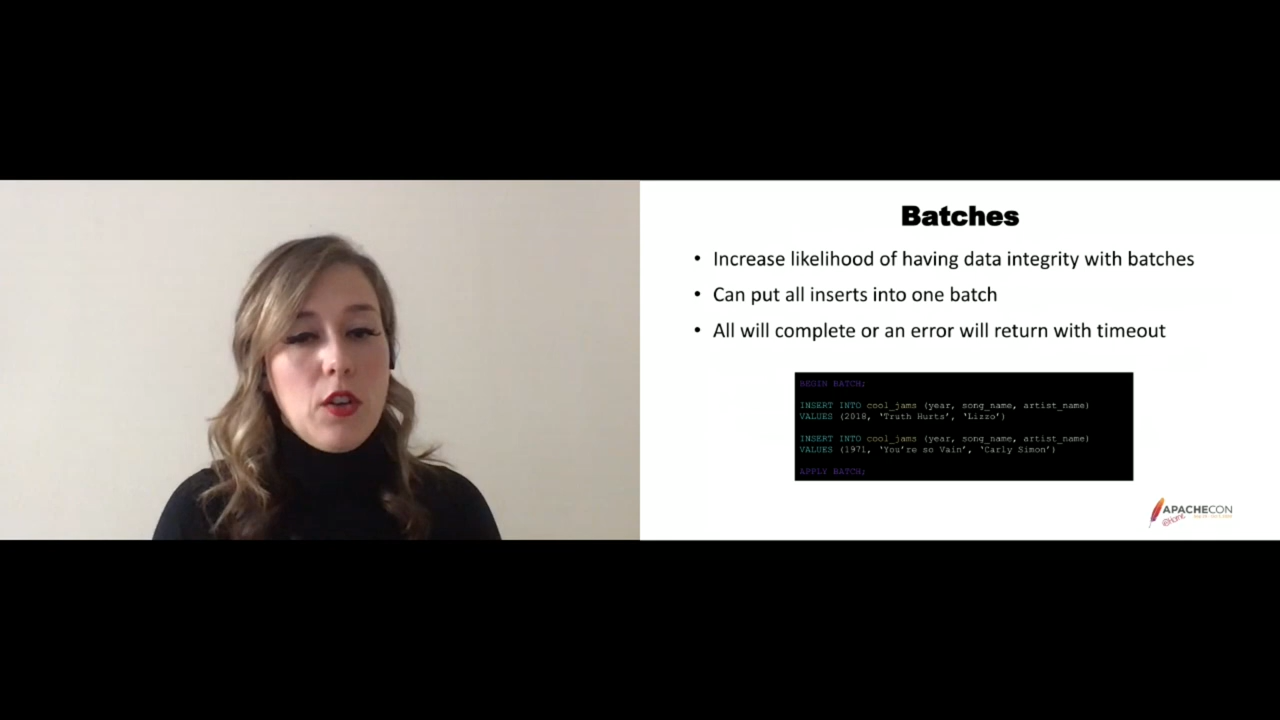 Batches
• Increase likelihood of having data integrity with batches
• Can put all inserts into one batch
• All will complete or an error will return with timeout
BEGIN BATCH;
INSERT INTO cool_jams (year, song_name, artist_name)
VALUES (2018, ‘Truth Hurts’, ‘Lizzo’)
INSERT INTO cool_jams (year, song_name, artist_name)
VALUES (1971, ‘You’re so Vain’, ‘Carly Simon’)
APPLY BATCH;
APACHECON
@Home